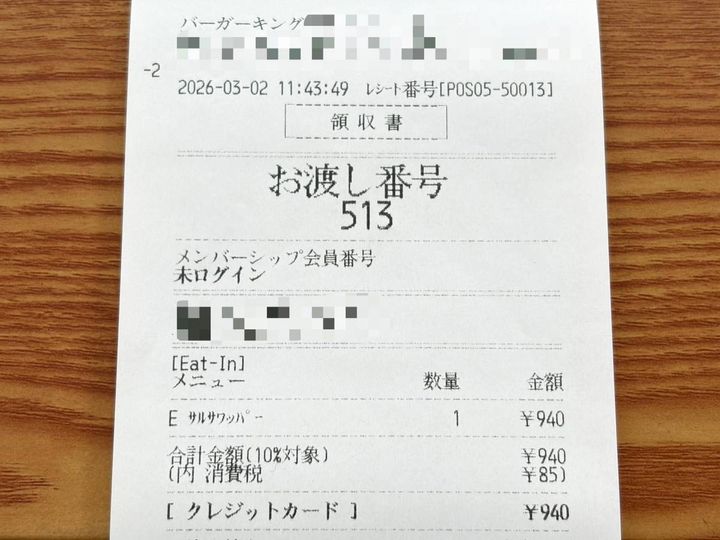 バーガーキング
-2
2026-03-02 11:43:49 ﾚｼｰﾄ番号[POS05-50013]
領収書
お渡し番号
513
メンバーシップ会員番号
未ログイン
[Eat-In]
メニュー 数量 金額
E ｻﾙｻﾜｯﾊﾟｰ 1 ¥940
合計金額(10%対象) ¥940
(内 消費税 ¥85)
[ クレジットカード ] ¥940